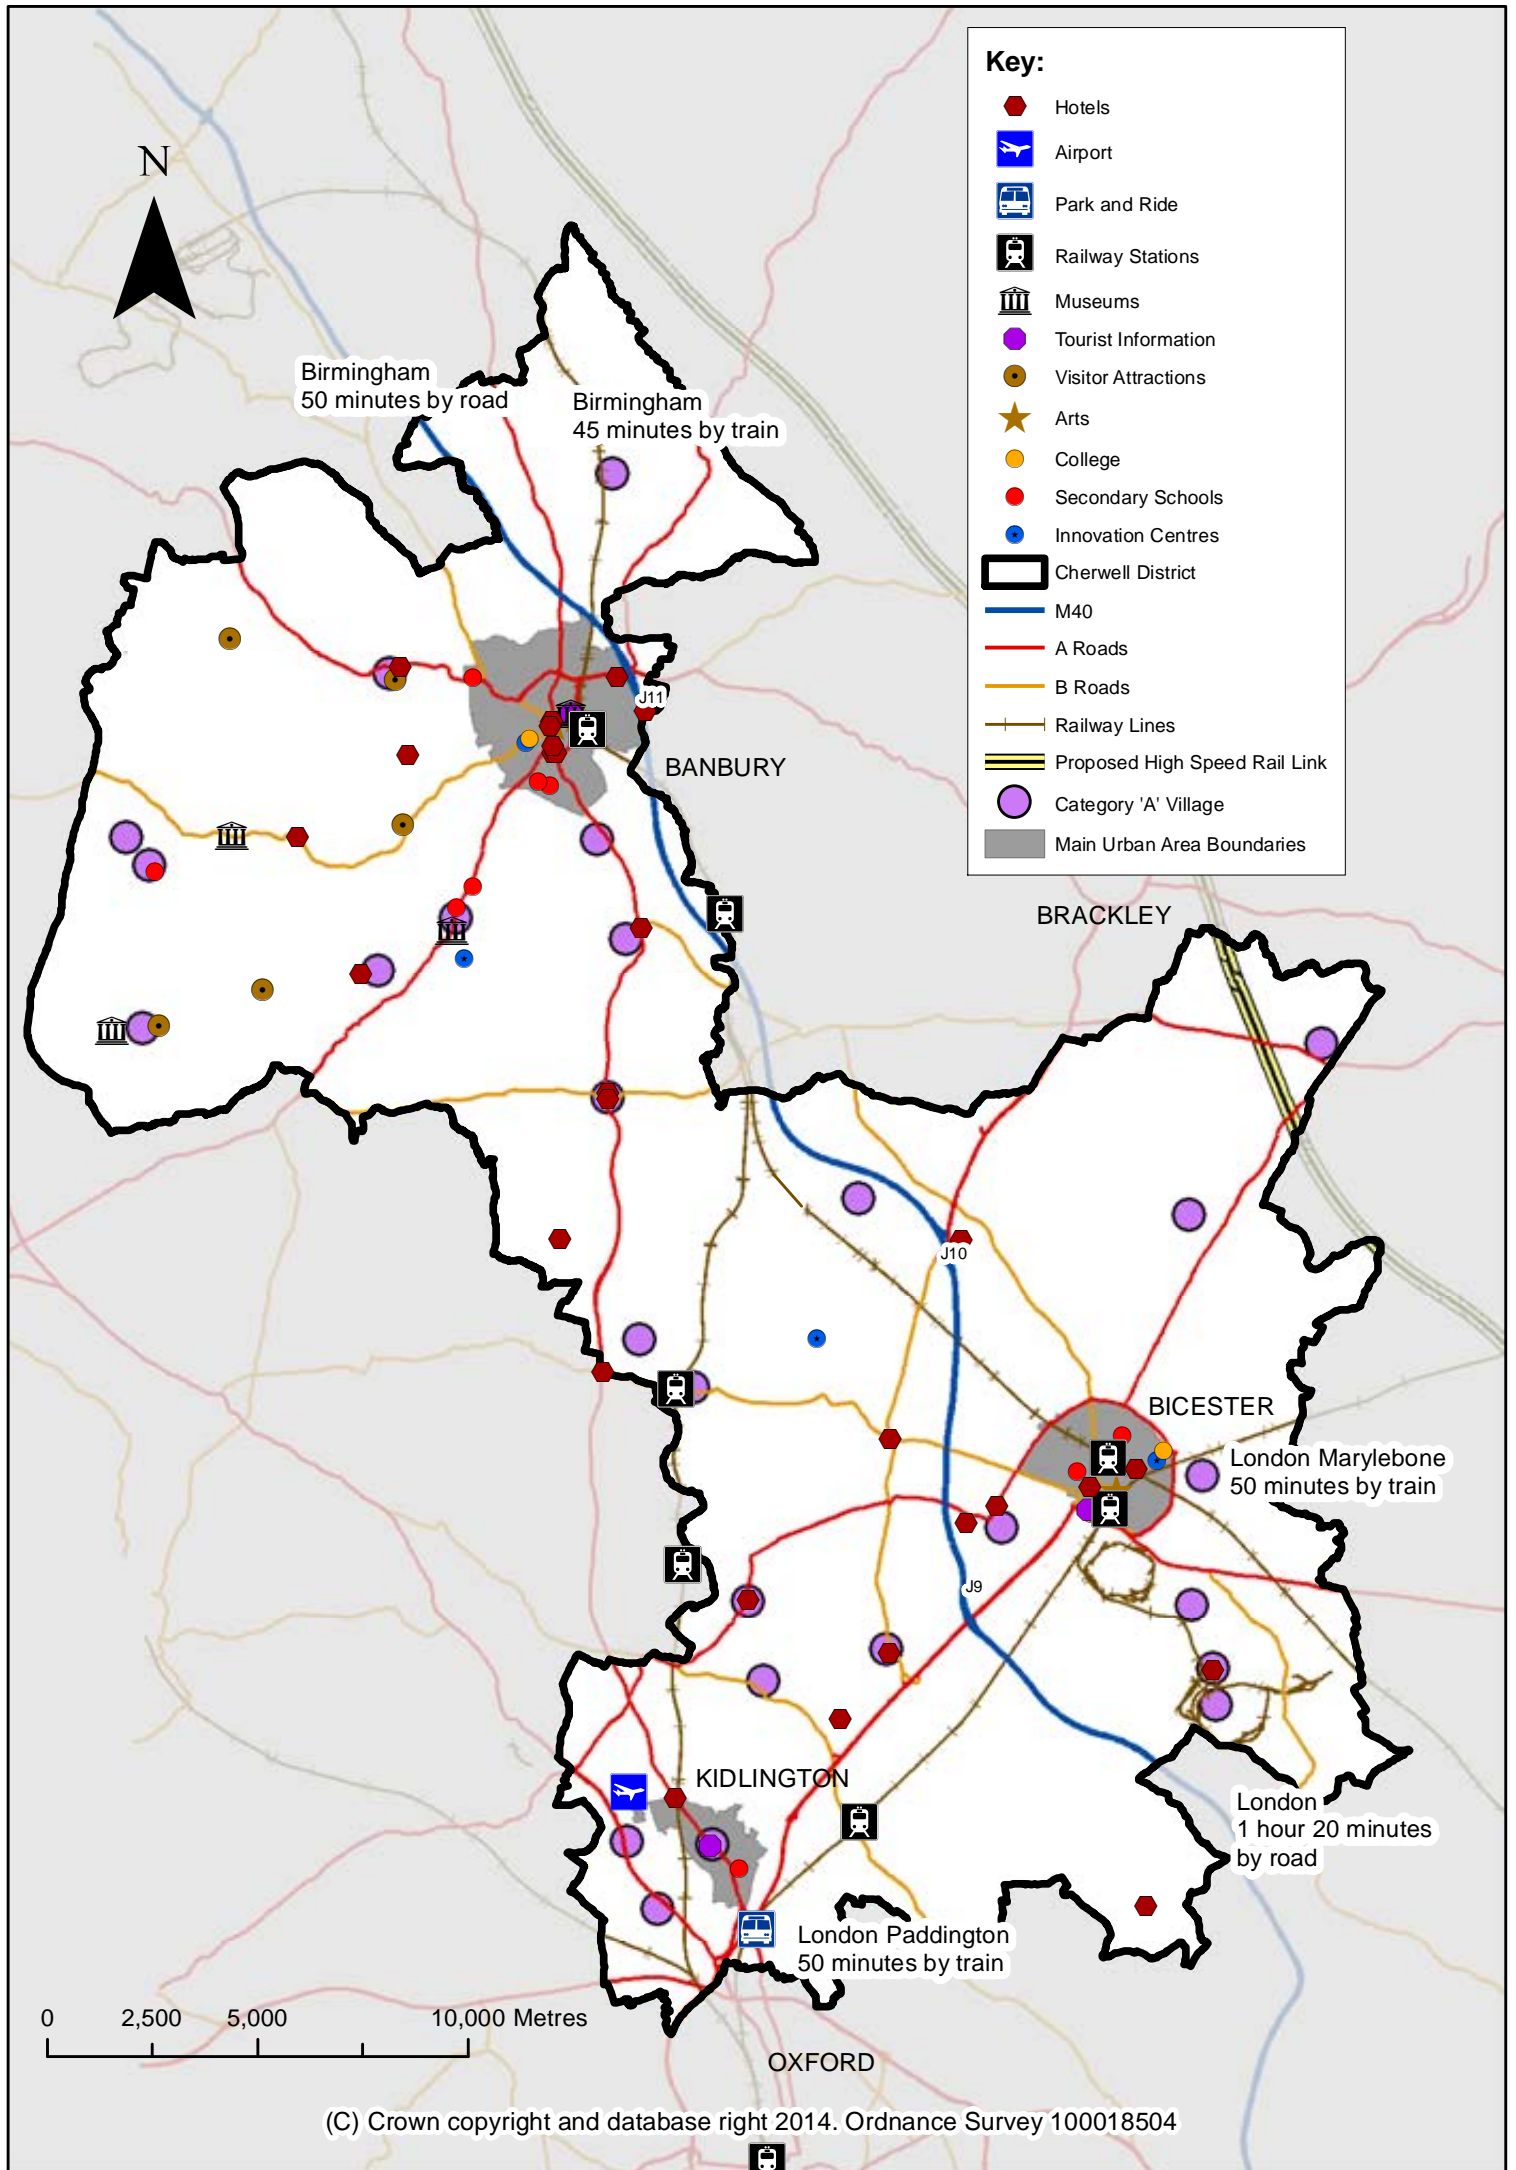 N
Key:
Hotels
Airport
Park and Ride
Railway Stations
Museums
Tourist Information
Visitor Attractions
Arts
College
Secondary Schools
Innovation Centres
Cherwell District
M40
A Roads
B Roads
Railway Lines
Proposed High Speed Rail Link
Category 'A' Village
Main Urban Area Boundaries
Birmingham
50 minutes by road
Birmingham
45 minutes by train
J11
BANBURY
BRACKLEY
J10
BICESTER
London Marylebone
50 minutes by train
J9
KIDLINGTON
London
1 hour 20 minutes
by road
London Paddington
50 minutes by train
0 2,500 5,000 10,000 Metres
OXFORD
(C) Crown copyright and database right 2014. Ordnance Survey 100018504